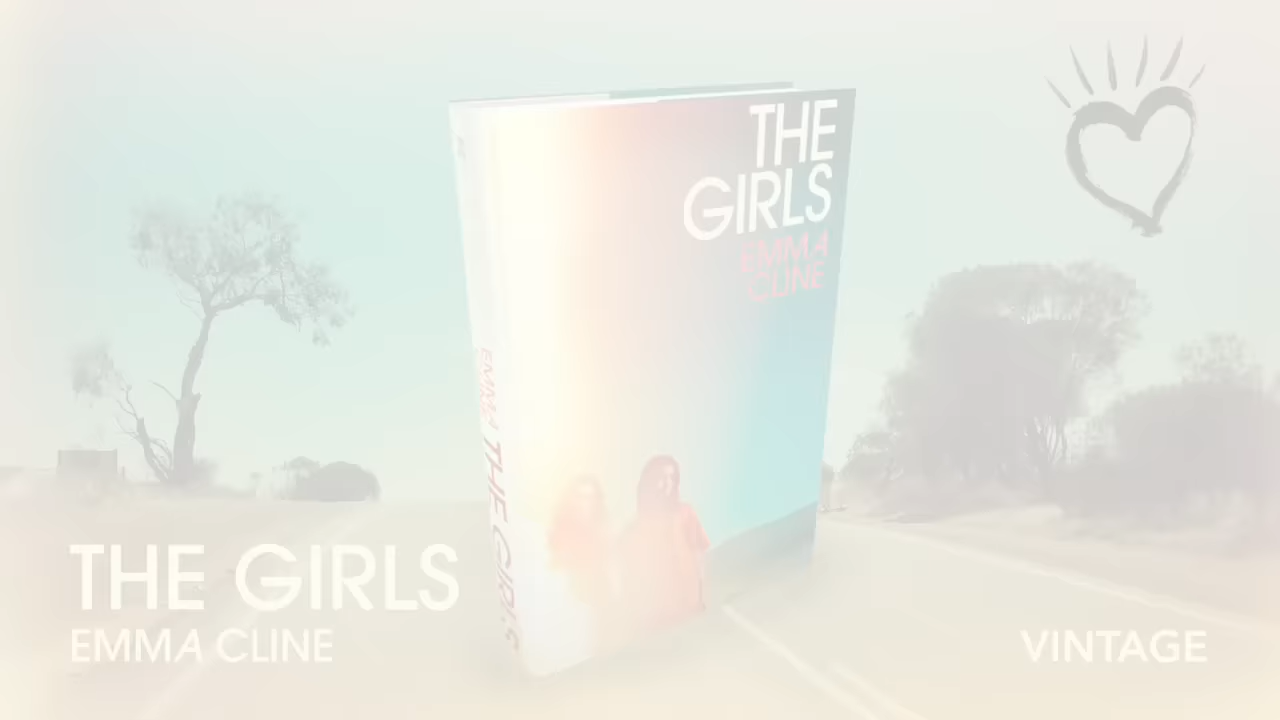 THE
GIRLS
EMMA
CLINE
EMMA THE GIRLS
THE GIRLS
EMMA CLINE
VINTAGE